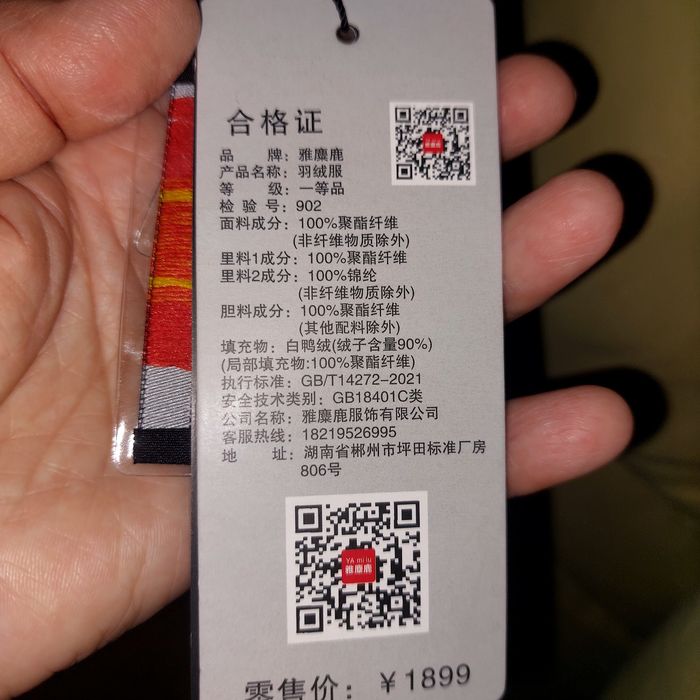 合格证
品　　牌：雅麋鹿
产品名称：羽绒服
等　　级：一等品
检 验 号：902
面料成分：100%聚酯纤维
(非纤维物质除外)
里料1成分：100%聚酯纤维
里料2成分：100%锦纶
(非纤维物质除外)
胆料成分：100%聚酯纤维
(其他配料除外)
填充物：白鸭绒(绒子含量90%)
(局部填充物:100%聚酯纤维)
执行标准：GB/T14272-2021
安全技术类别：GB18401C类
公司名称：雅麋鹿服饰有限公司
客服热线：18219526995
地　　址：湖南省郴州市坪田标准厂房
806号
YA mi lu
雅麋鹿
零售价：￥1899